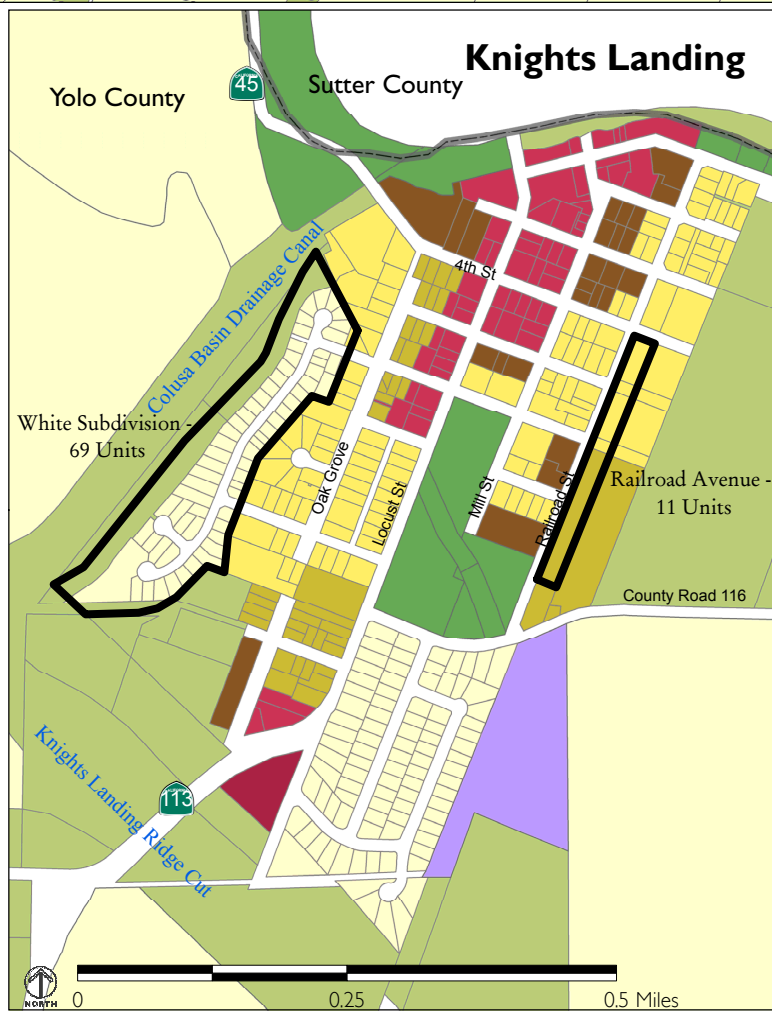 Knights Landing
Sutter County
Yolo County
CALIFORNIA
45
Colusa Basin Drainage Canal
4th St
White Subdivision -
69 Units
Oak Grove
Locust St
Mill St
Railroad St
Railroad Avenue -
11 Units
County Road 116
Knights Landing Ridge Cut
CALIFORNIA
113
NORTH
0
0.25
0.5 Miles